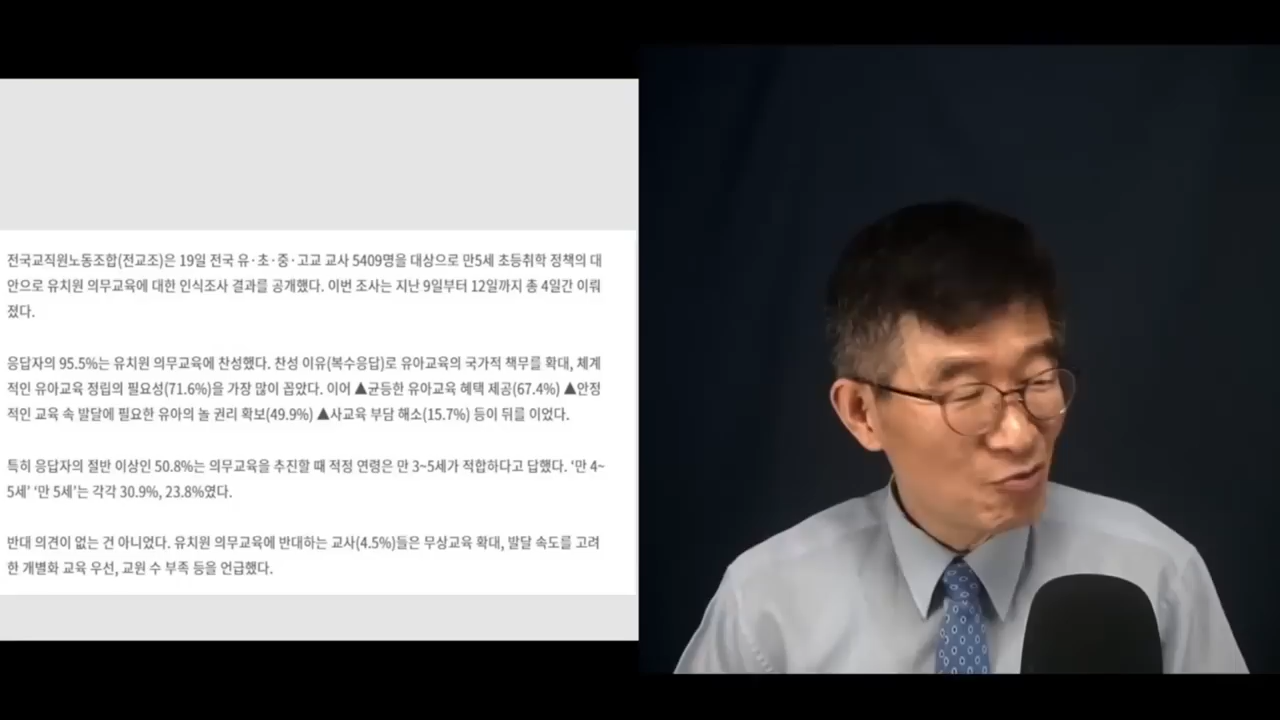 전국교직원노동조합(전교조)은 19일 전국 유·초·중·고교 교사 5409명을 대상으로 만5세 초등취학 정책의 대
안으로 유치원 의무교육에 대한 인식조사 결과를 공개했다. 이번 조사는 지난 9일부터 12일까지 총 4일간 이뤄
졌다.
응답자의 95.5%는 유치원 의무교육에 찬성했다. 찬성 이유(복수응답)로 유아교육의 국가적 책무를 확대, 체계
적인 유아교육 정립의 필요성(71.6%)을 가장 많이 꼽았다. 이어 ▲균등한 유아교육 혜택 제공(67.4%) ▲안정
적인 교육 속 발달에 필요한 유아의 놀 권리 확보(49.9%) ▲사교육 부담 해소(15.7%) 등이 뒤를 이었다.
특히 응답자의 절반 이상인 50.8%는 의무교육을 추진할 때 적정 연령은 만 3~5세가 적합하다고 답했다. ‘만 4~
5세’ ‘만 5세’는 각각 30.9%, 23.8%였다.
반대 의견이 없는 건 아니었다. 유치원 의무교육에 반대하는 교사(4.5%)들은 무상교육 확대, 발달 속도를 고려
한 개별화 교육 우선, 교원 수 부족 등을 언급했다.